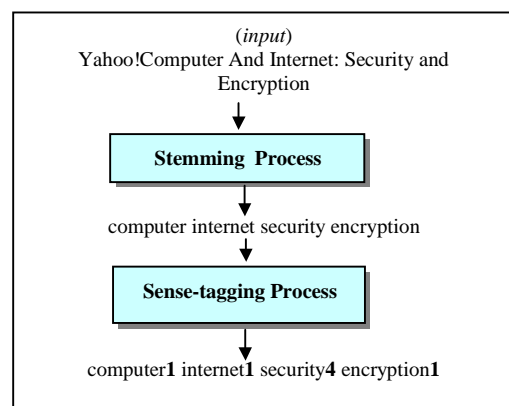 (input)
Yahoo!Computer And Internet: Security and
Encryption
Stemming Process
computer internet security encryption
Sense-tagging Process
computer1 internet1 security4 encryption1